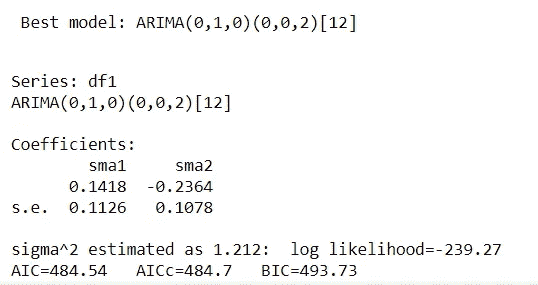 Best model: ARIMA(0,1,0)(0,0,2)[12]
Series: df1
ARIMA(0,1,0)(0,0,2)[12]
Coefficients:
sma1 sma2
0.1418 -0.2364
s.e. 0.1126 0.1078
sigma^2 estimated as 1.212: log likelihood=-239.27
AIC=484.54 AICc=484.7 BIC=493.73